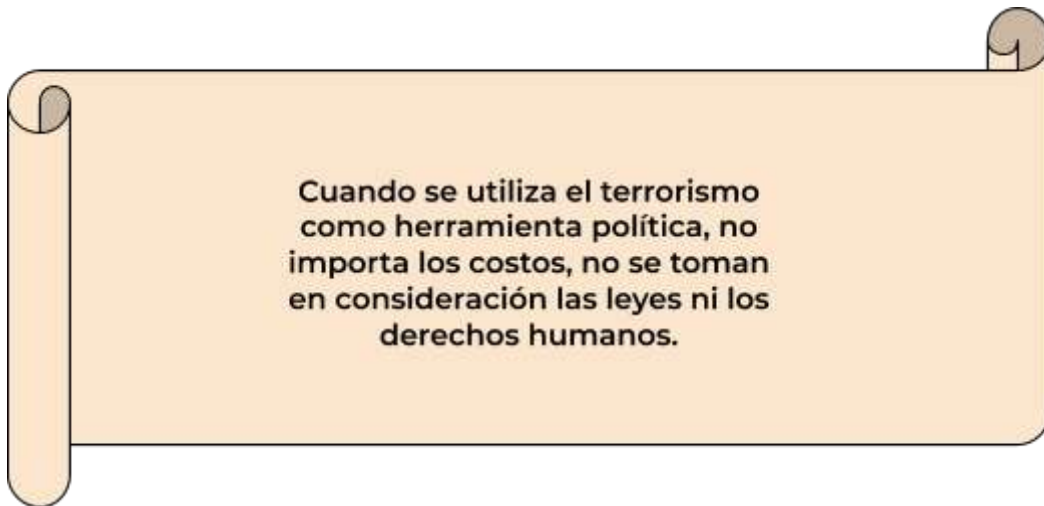 Cuando se utiliza el terrorismo
como herramienta política, no
importa los costos, no se toman
en consideración las leyes ni los
derechos humanos.